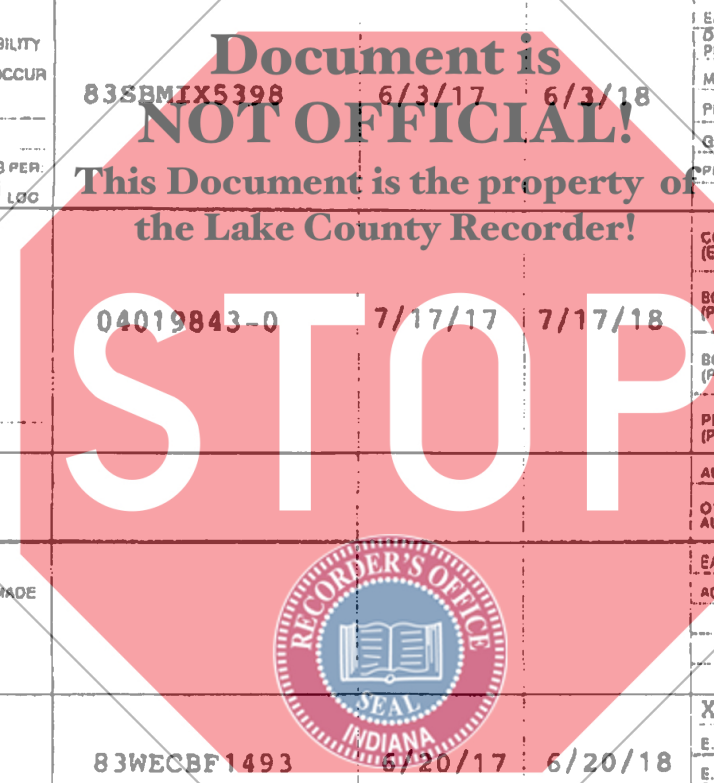 BILITY
OCCUR
Document is
83SBMIX5398 6/3/17 6/3/18
NOT OFFICIAL!
PER
LOC
This Document is the property of
the Lake County Recorder!
04019843-0 7/17/17 7/17/18
STOP
RECORDER'S OFFICE
SEAL
INDIANA
MADE
83WECBF1493 6/20/17 6/20/18
X
E.
E.